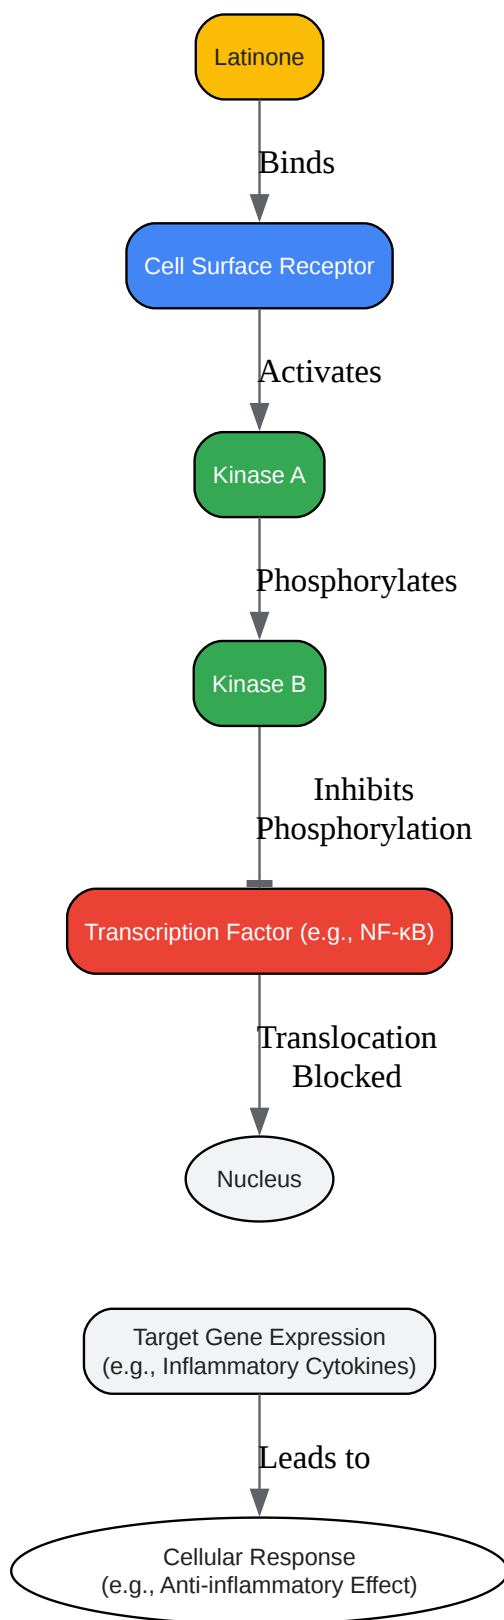 Latinone
Binds
Cell Surface Receptor
Activates
Kinase A
Phosphorylates
Kinase B
Inhibits
Phosphorylation
Transcription Factor (e.g., NF-κB)
Translocation
Blocked
Nucleus
Target Gene Expression
(e.g., Inflammatory Cytokines)
Leads to
Cellular Response
(e.g., Anti-inflammatory Effect)